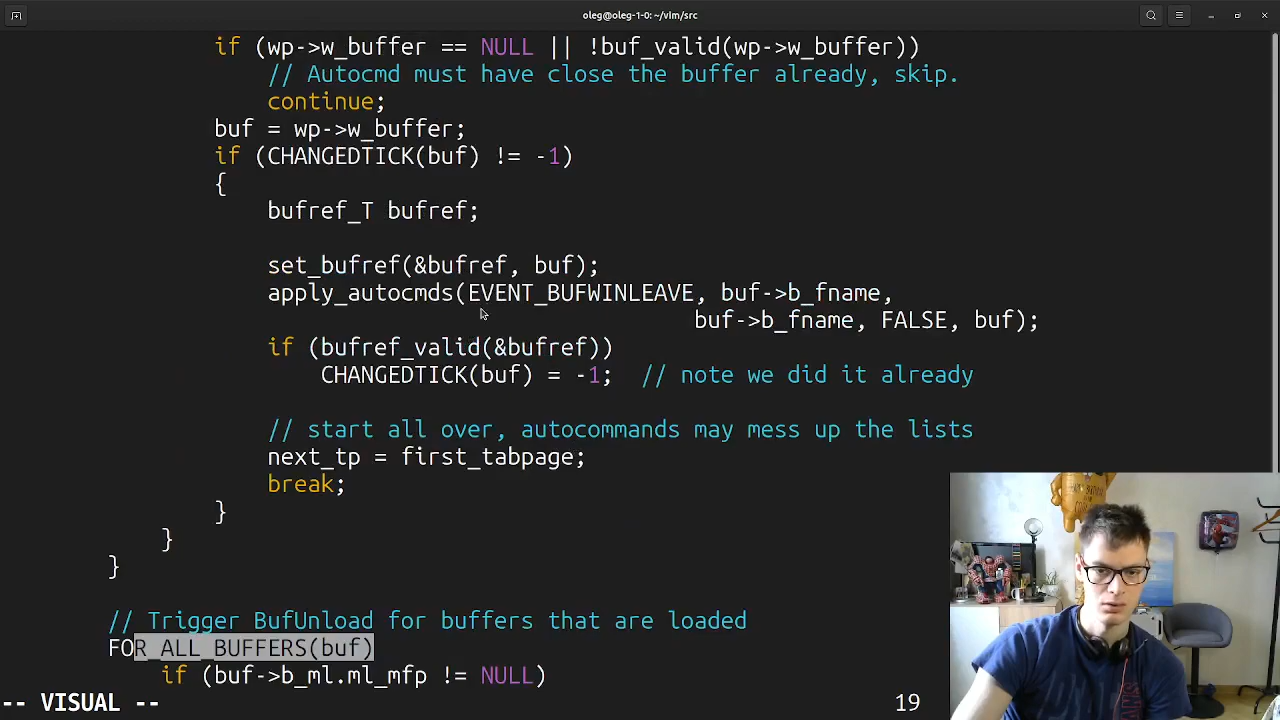 oleg@oleg-1-0: ~/vim/src
if (wp->w_buffer == NULL || !buf_valid(wp->w_buffer))
// Autocmd must have close the buffer already, skip.
continue;
buf = wp->w_buffer;
if (CHANGEDTICK(buf) != -1)
{
bufref_T bufref;
set_bufref(&bufref, buf);
apply_autocmds(EVENT_BUFWINLEAVE, buf->b_fname,
buf->b_fname, FALSE, buf);
if (bufref_valid(&bufref))
CHANGEDTICK(buf) = -1;  // note we did it already
// start all over, autocommands may mess up the lists
next_tp = first_tabpage;
break;
}
}
}
// Trigger BufUnload for buffers that are loaded
FOR_ALL_BUFFERS(buf)
if (buf->b_ml.ml_mfp != NULL)
-- VISUAL -- 19